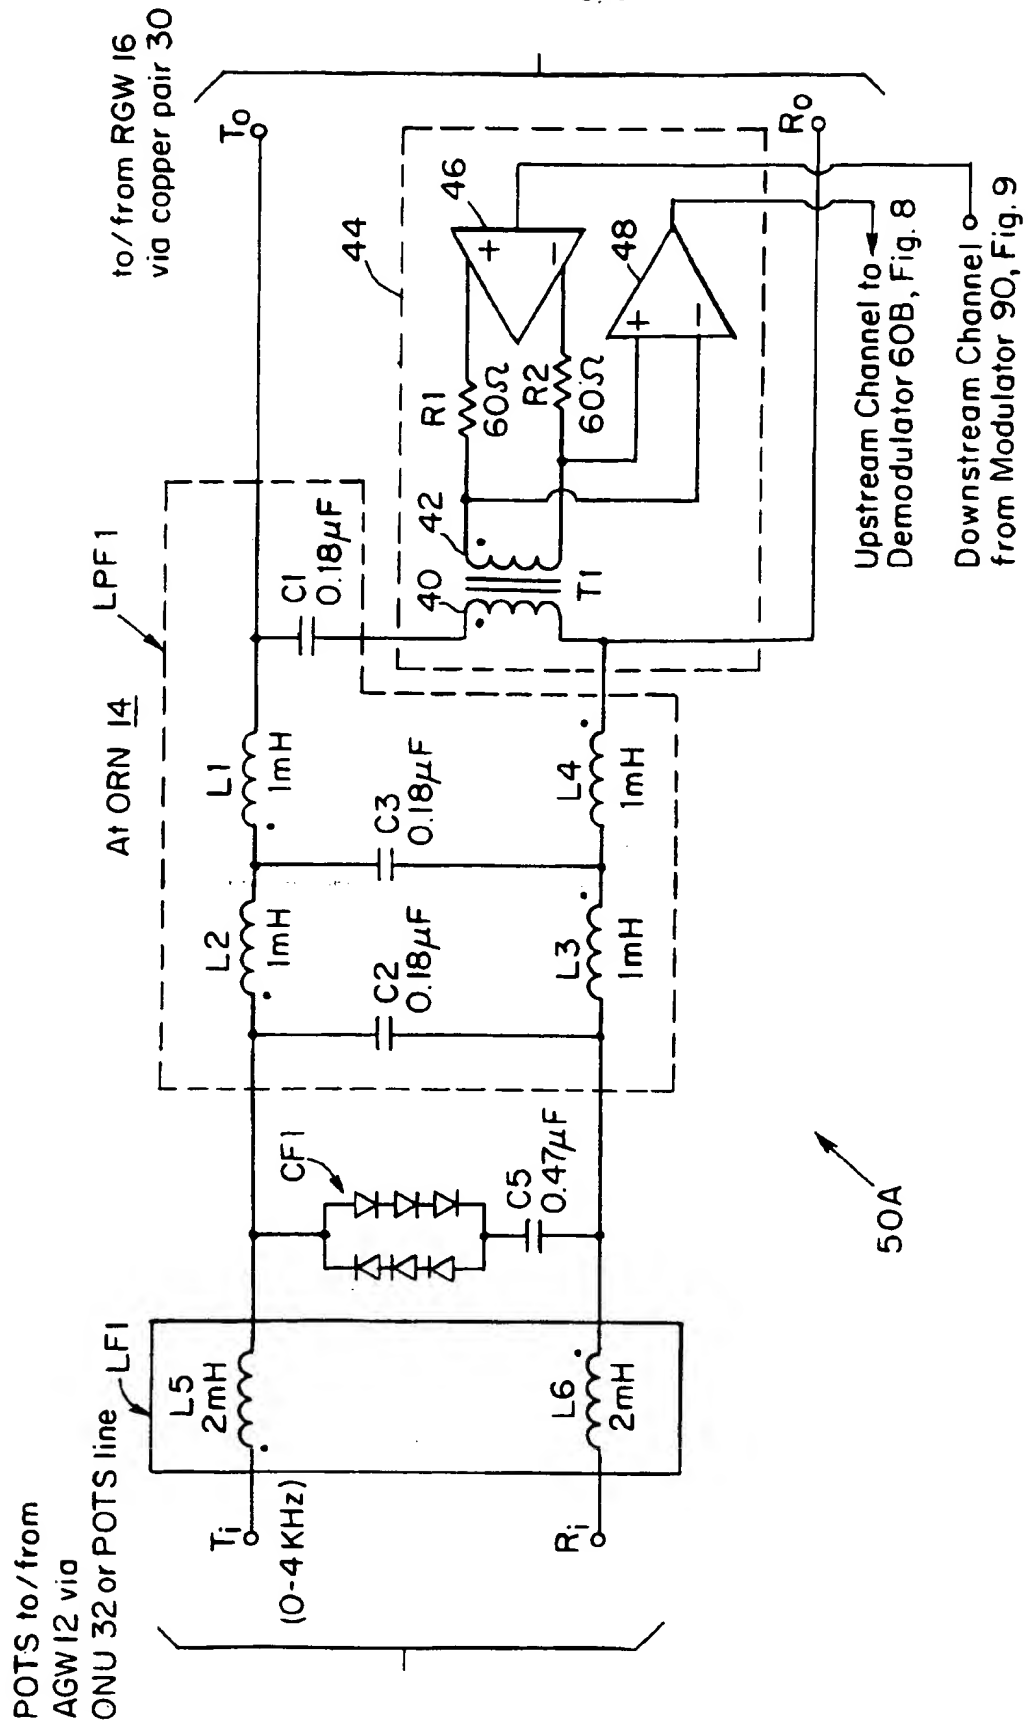 POTS to/from
AGW 12 via
ONU 32 or POTS line
LF1
L5
2mH
Ti
(0-4KHz)
Ri
L6
2mH
CF1
C5
0.47µF
50A
At ORN 14
LPF1
L2
1mH
C2
0.18µF
L3
1mH
L1
1mH
C3
0.18µF
L4
1mH
C1
0.18µF
to/from RGW 16
via copper pair 30
To
Ro
44
40
42
T1
R1
60Ω
R2
60Ω
46
+
−
48
+
−
Upstream Channel to
Demodulator 60B, Fig. 8
Downstream Channel
from Modulator 90, Fig. 9